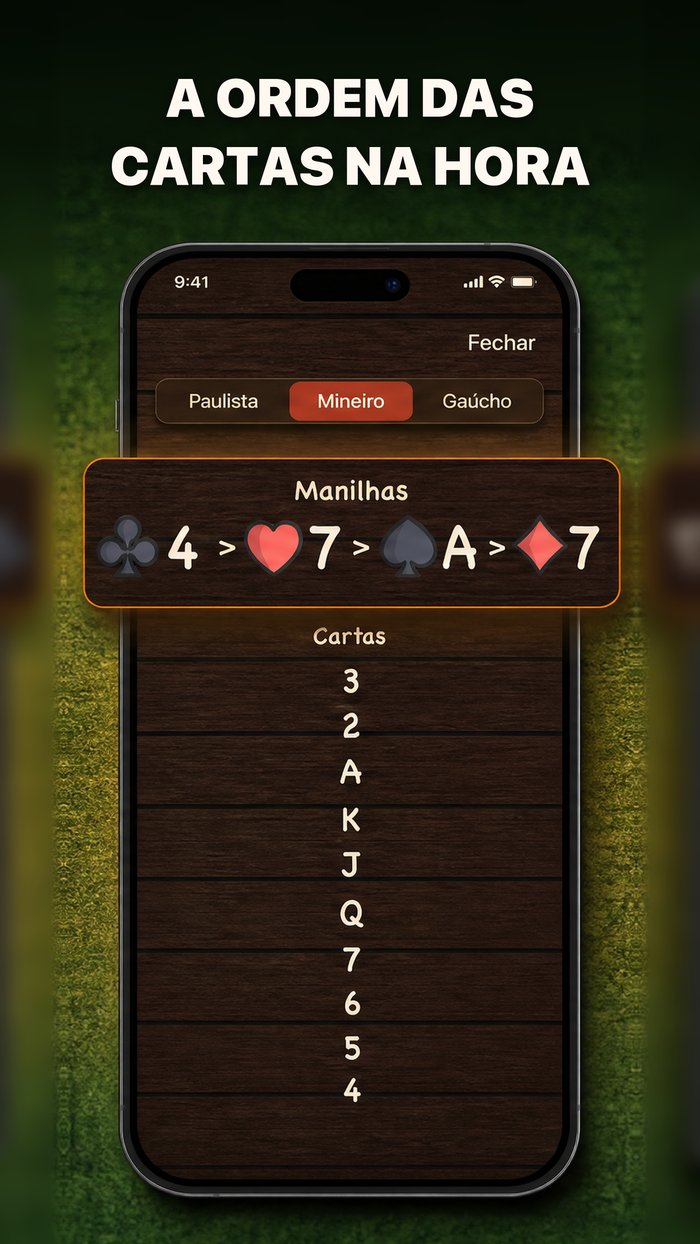 A ORDEM DAS
CARTAS NA HORA
9:41
Fechar
Paulista Mineiro Gaúcho
Manilhas
4 > 7 > A > 7
Cartas
3
2
A
K
J
Q
7
6
5
4